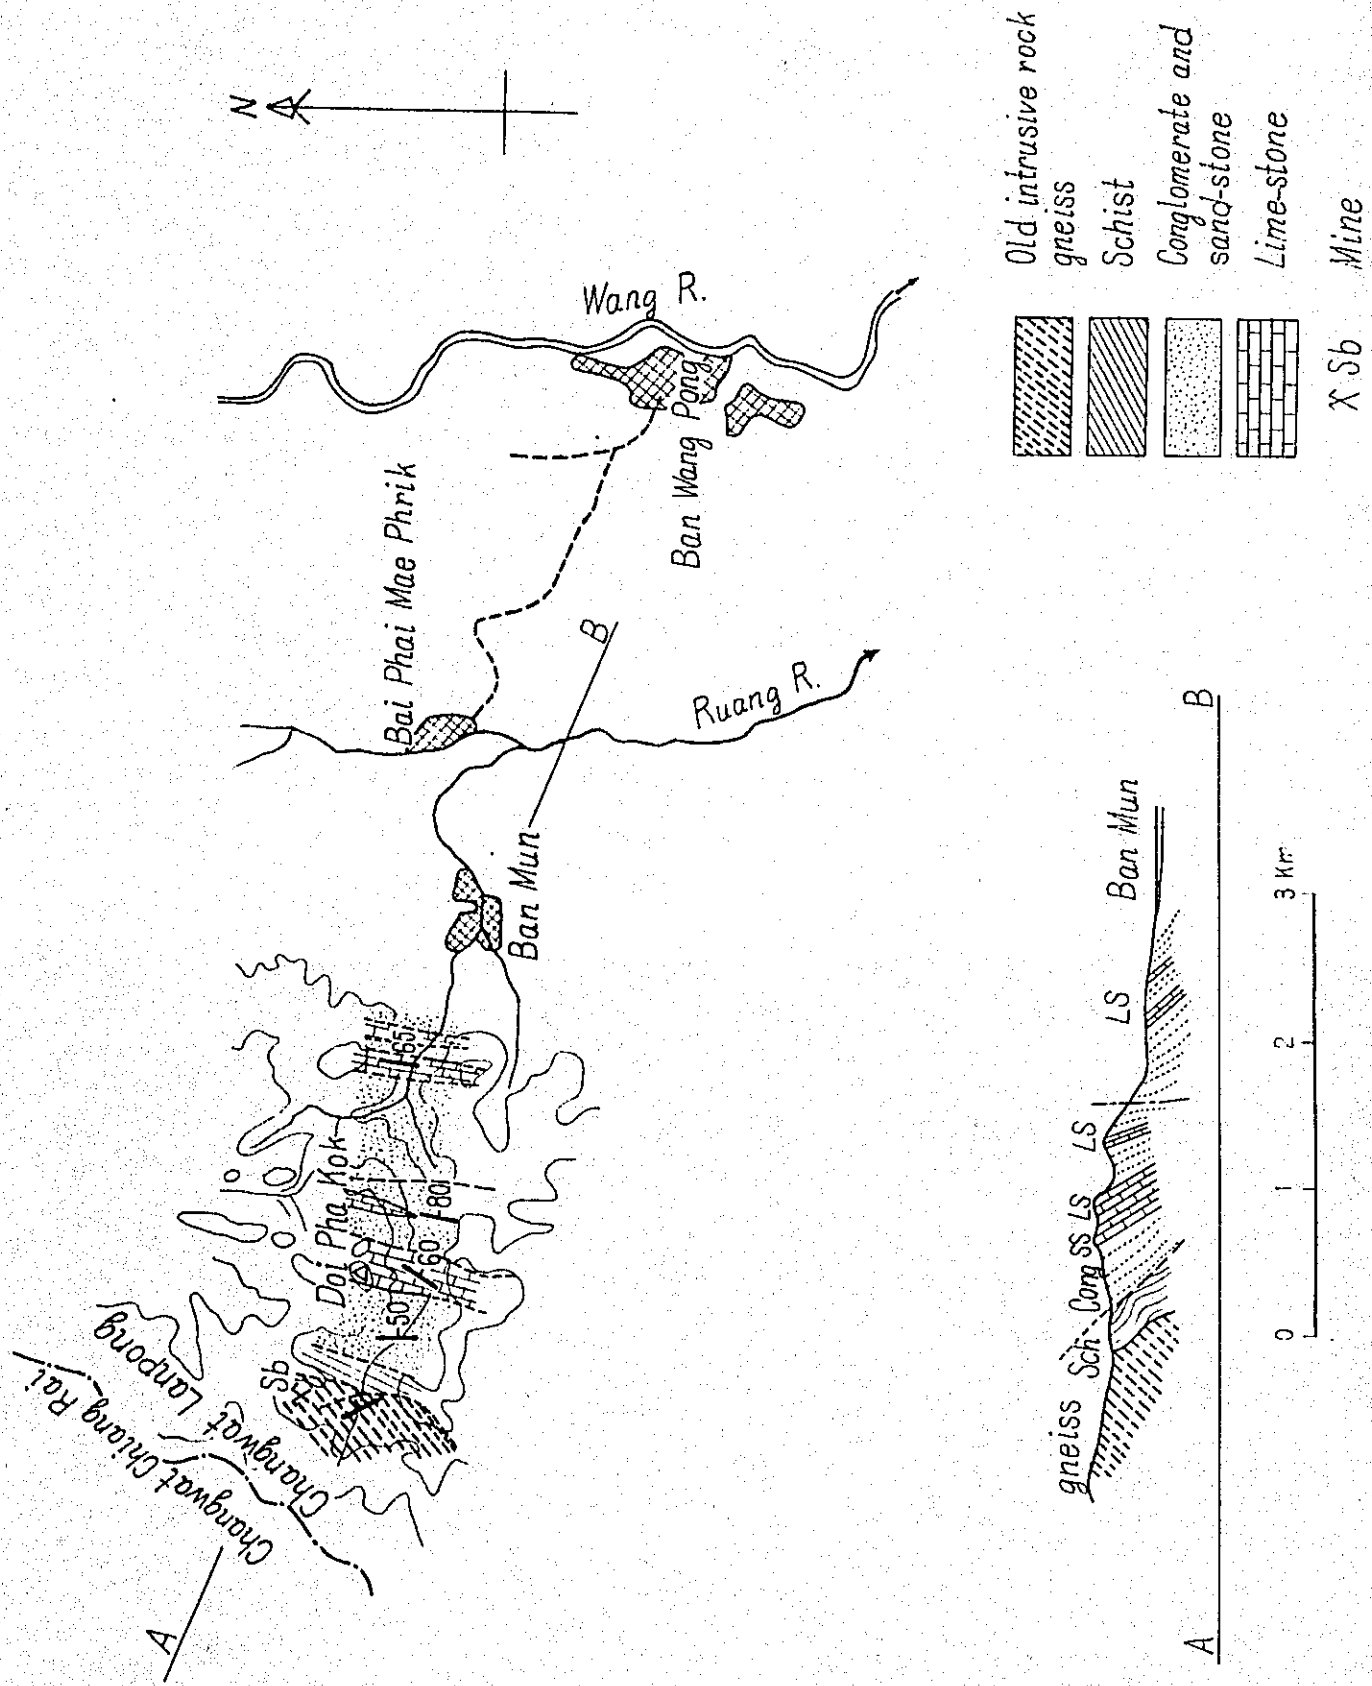 N
Wang R.
Bai Phai Mae Phrik
Ban Wang Pong
B
Ruang R.
Ban Mun
Doi Pha Kok
65
80
60
50
Sb
Changwat Lanpong
Changwat Chiang Rai
A
Old intrusive rock
gneiss
Schist
Conglomerate and
sand-stone
Lime-stone
Sb Mine
gneiss
Sch
Cong
SS
LS
LS
LS
Ban Mun
A
B
0
1
2
3 Km